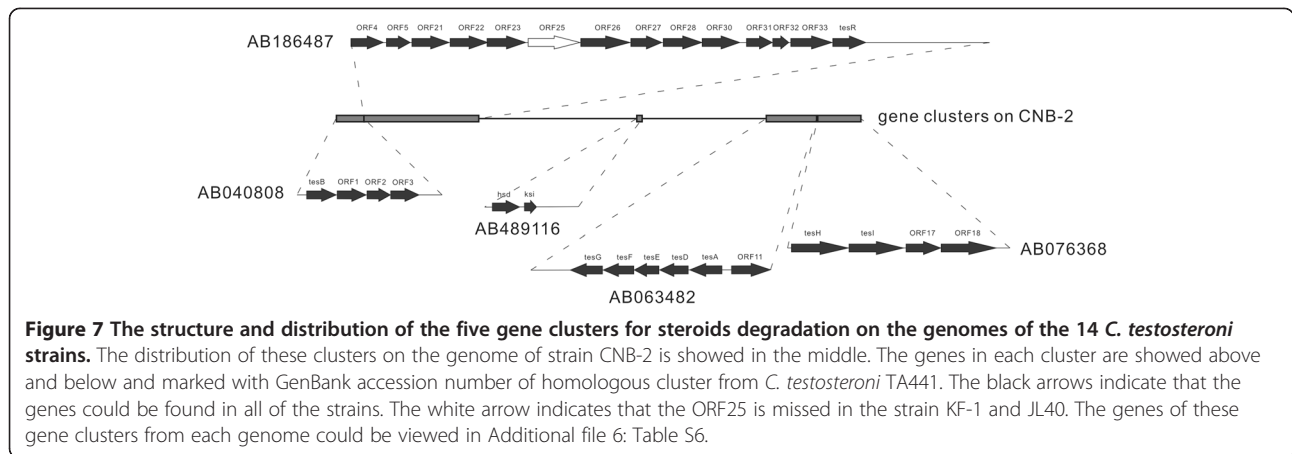 ORF4 ORF5 ORF21 ORF22 ORF23 ORF25 ORF26 ORF27 ORF28 ORF30 ORF31 ORF32 ORF33 tesR
AB186487
gene clusters on CNB-2
tesB ORF1 ORF2 ORF3
AB040808
hsd ksi
AB489116
tesH tesI ORF17 ORF18
AB076368
tesG tesF tesE tesD tesA ORF11
AB063482
Figure 7 The structure and distribution of the five gene clusters for steroids degradation on the genomes of the 14 C. testosteroni
strains. The distribution of these clusters on the genome of strain CNB-2 is showed in the middle. The genes in each cluster are showed above
and below and marked with GenBank accession number of homologous cluster from C. testosteroni TA441. The black arrows indicate that the
genes could be found in all of the strains. The white arrow indicates that the ORF25 is missed in the strain KF-1 and JL40. The genes of these
gene clusters from each genome could be viewed in Additional file 6: Table S6.